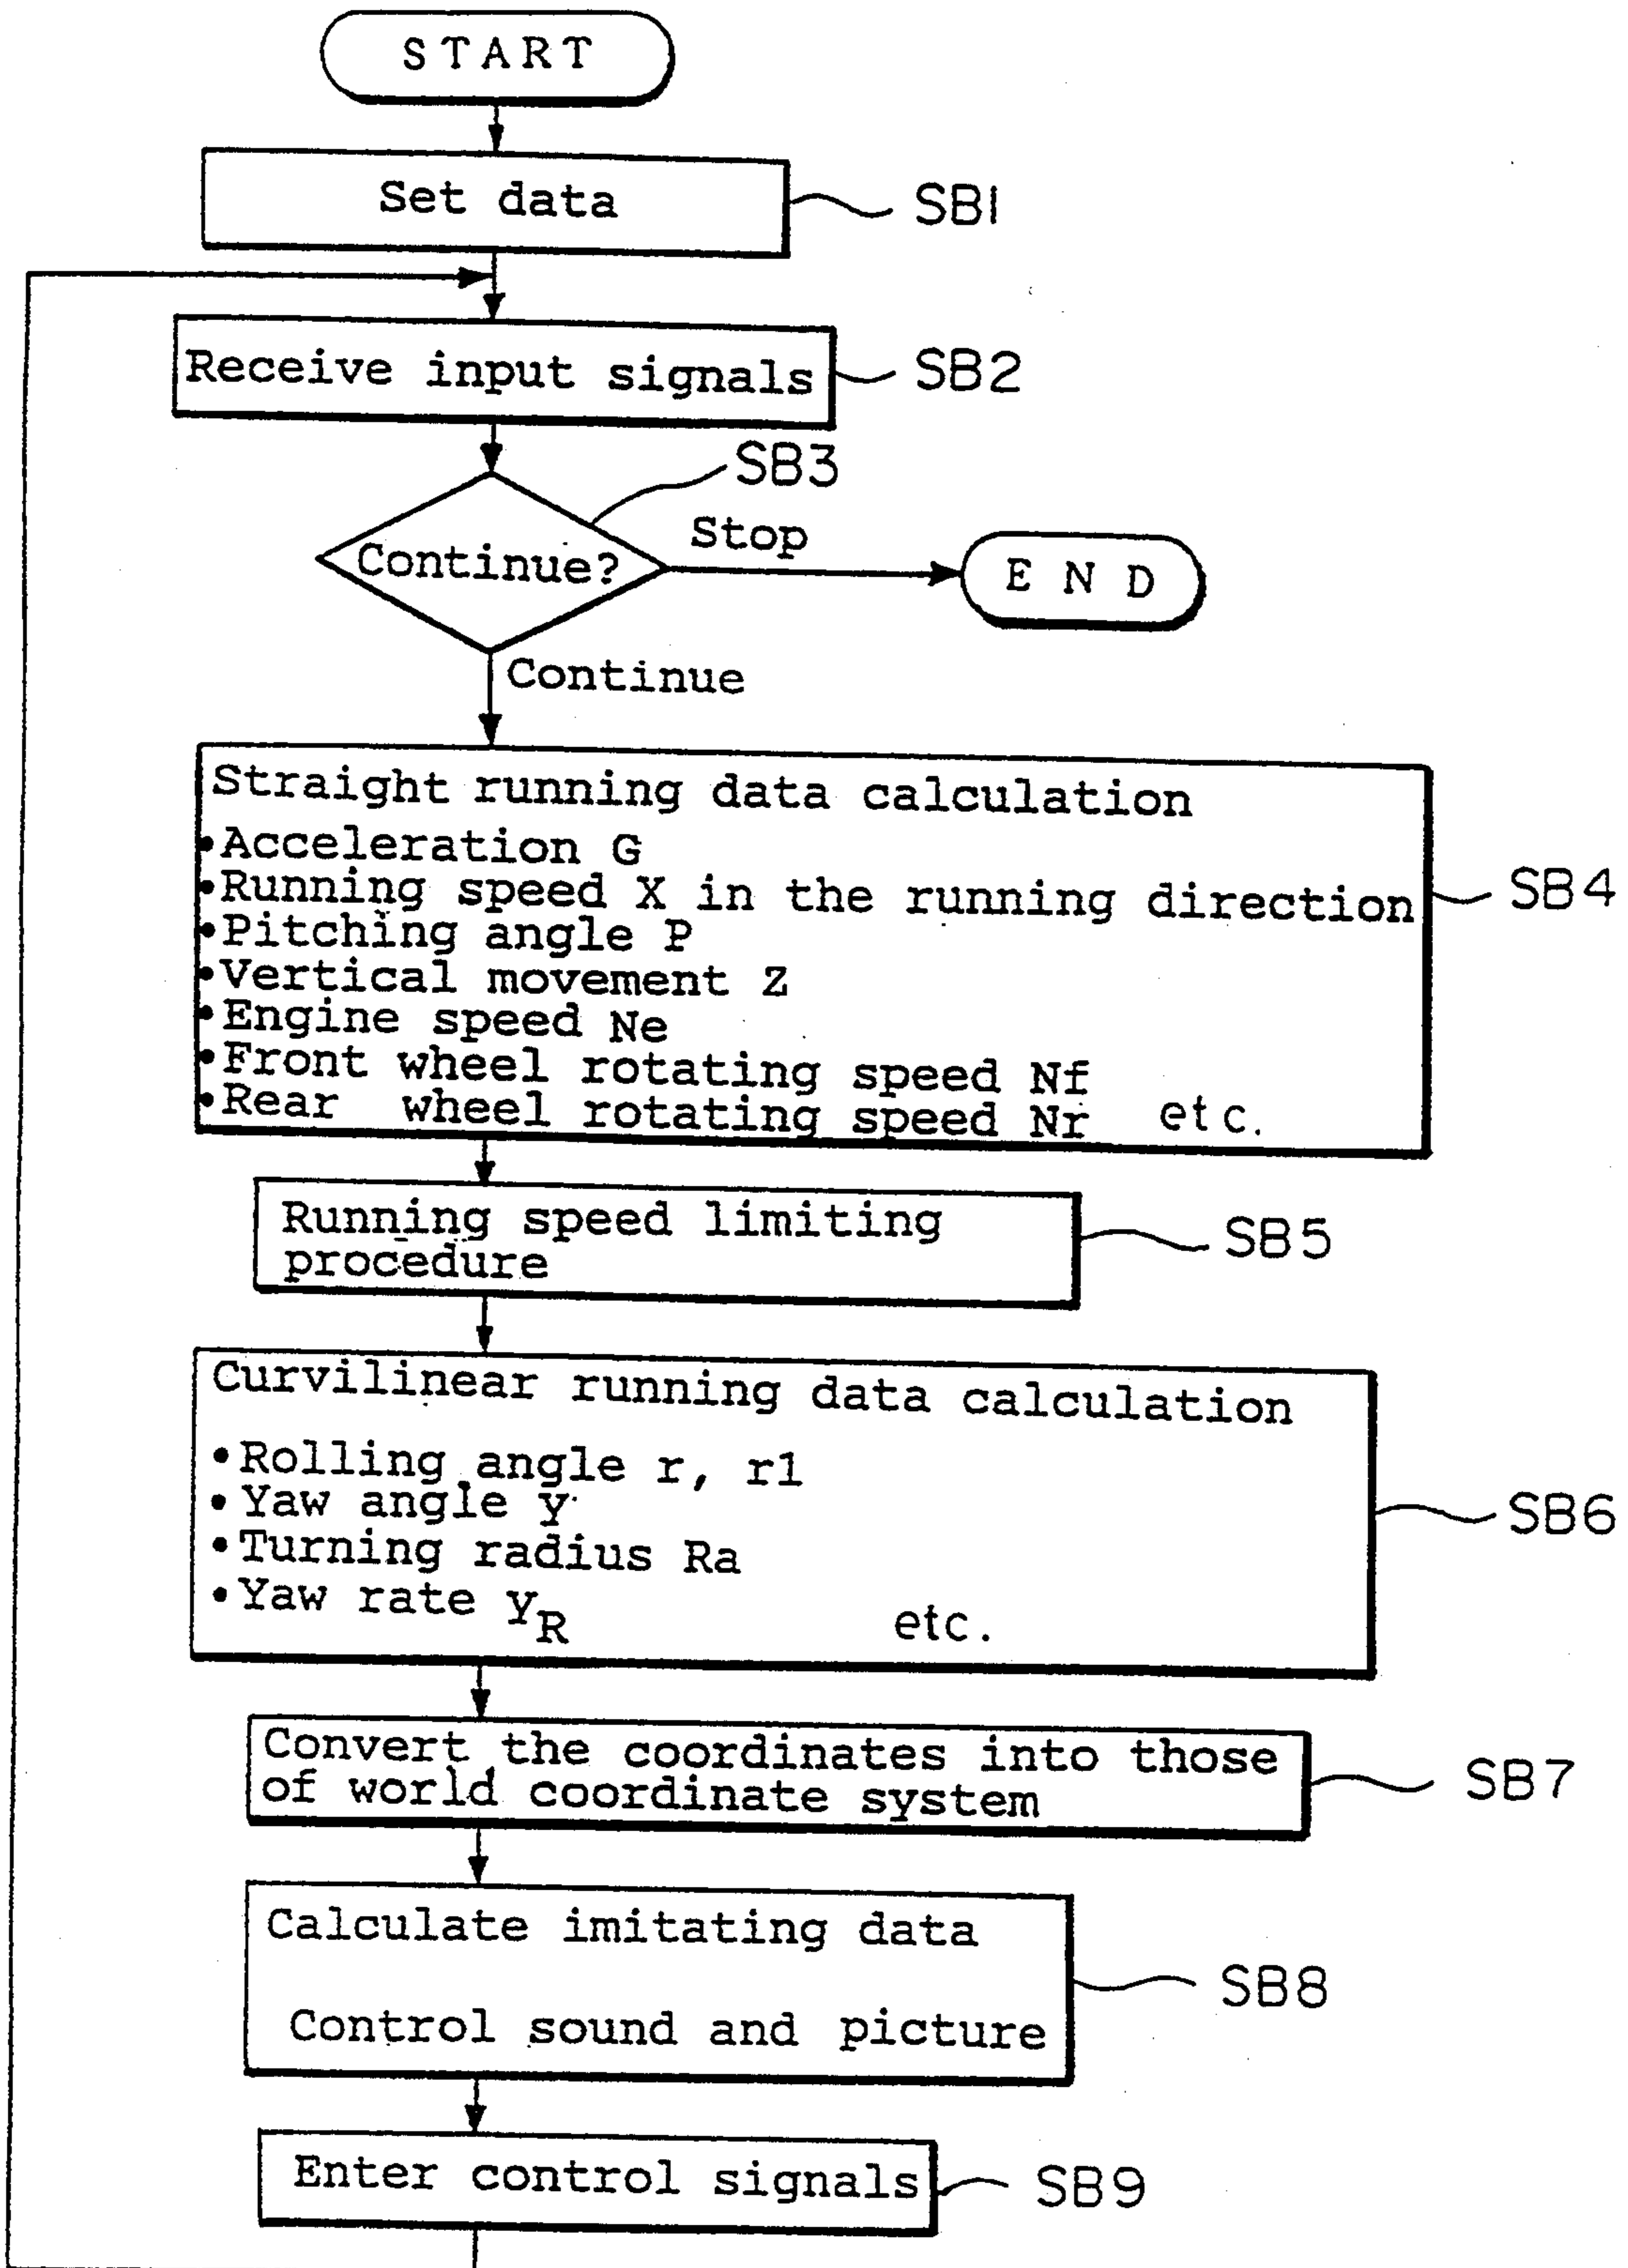 START
Set data
SB1
Receive input signals
SB2
SB3
Continue?
Stop
END
Continue
Straight running data calculation
•Acceleration G
•Running speed X in the running direction
•Pitching angle P
•Vertical movement Z
•Engine speed Ne
•Front wheel rotating speed Nf
•Rear wheel rotating speed Nr etc.
SB4
Running speed limiting
procedure
SB5
Curvilinear running data calculation
•Rolling angle r, r1
•Yaw angle y
•Turning radius Ra
•Yaw rate yR etc.
SB6
Convert the coordinates into those
of world coordinate system
SB7
Calculate imitating data
Control sound and picture
SB8
Enter control signals
SB9